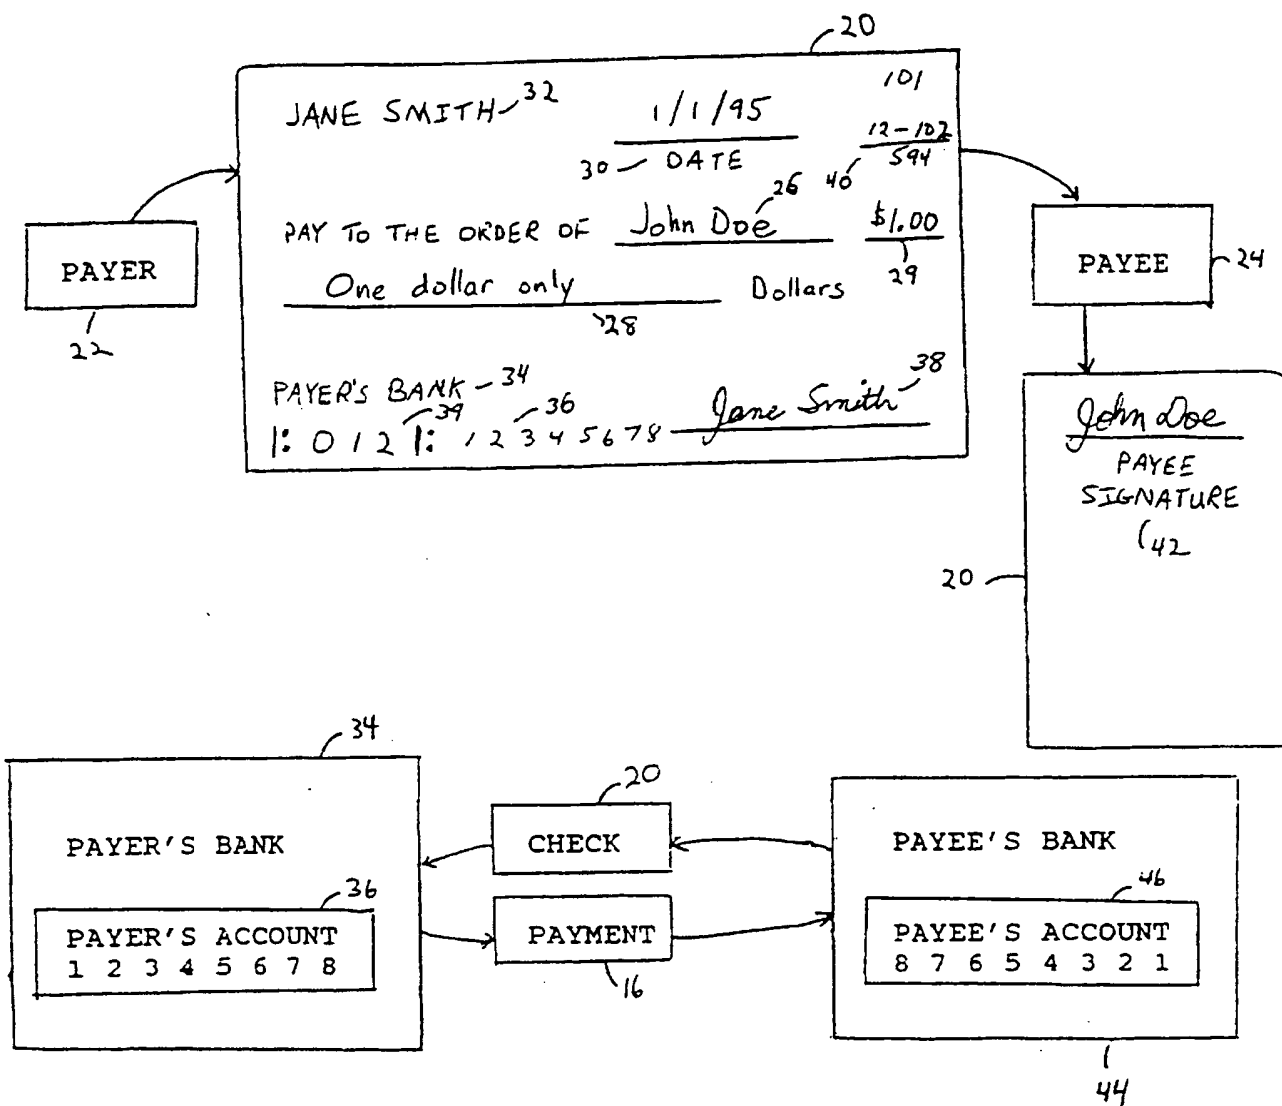 20
JANE SMITH 32
1/1/95
101
30 DATE
12-102
594
40
26
PAY TO THE ORDER OF John Doe $1.00
29
One dollar only Dollars
28
PAYER
22
PAYEE 24
PAYER'S BANK 34
39 36
|: 0 1 2 |: 1 2 3 4 5 6 7 8 Jane Smith 38
John Doe
PAYEE
SIGNATURE
42
20
34
PAYER'S BANK
36
PAYER'S ACCOUNT
1 2 3 4 5 6 7 8
20
CHECK
PAYMENT
16
PAYEE'S BANK
46
PAYEE'S ACCOUNT
8 7 6 5 4 3 2 1
44